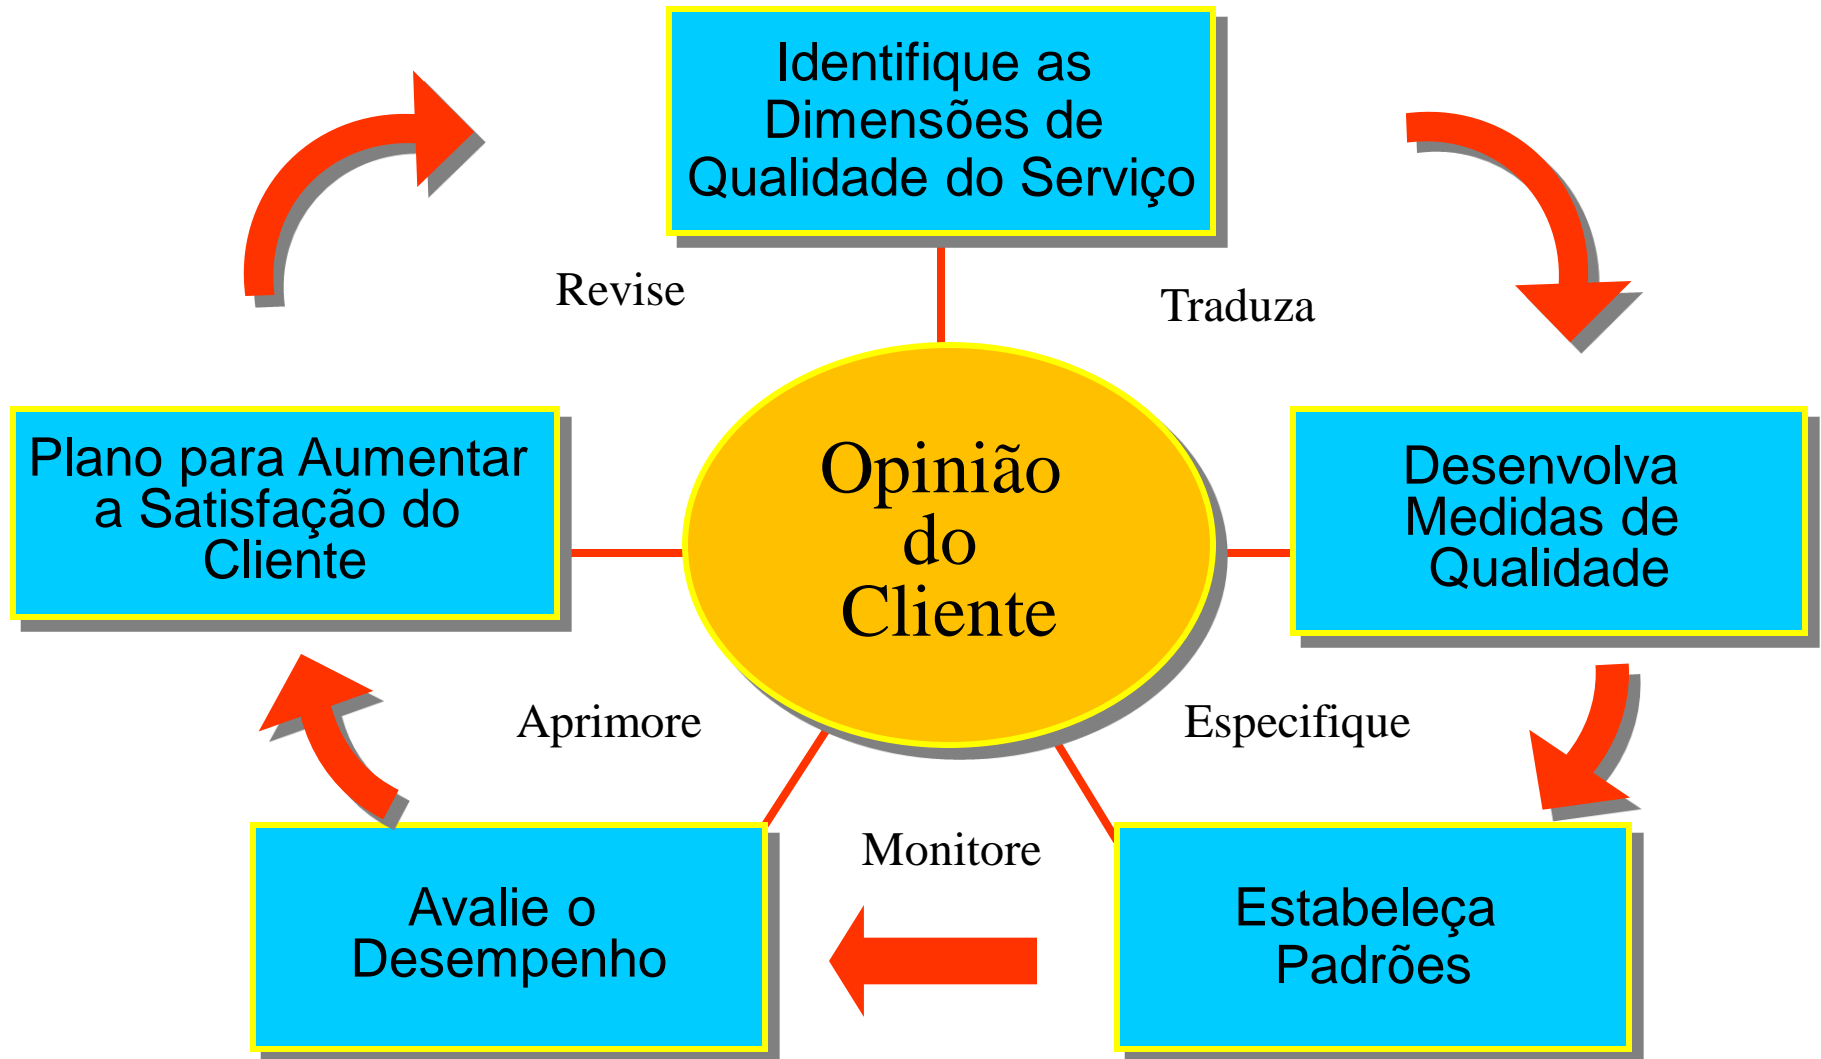 Identifique as
Dimensões de
Qualidade do Serviço
Revise
Traduza
Plano para Aumentar
a Satisfação do
Cliente
Opinião
do
Cliente
Desenvolva
Medidas de
Qualidade
Aprimore
Especifique
Monitore
Avalie o
Desempenho
Estabeleça
Padrões